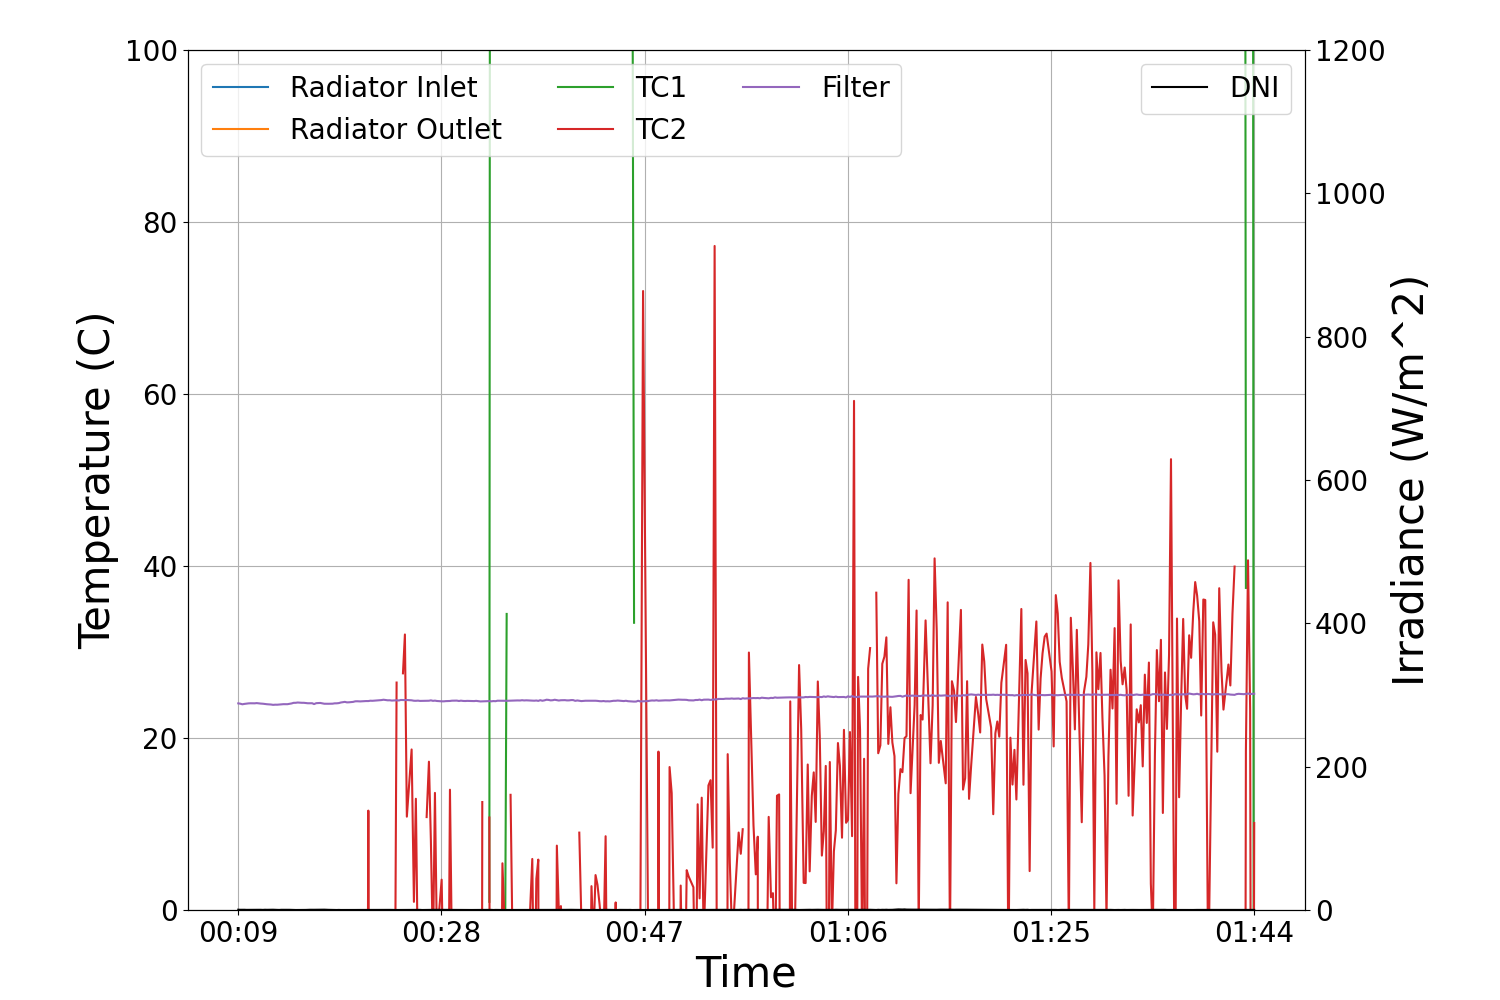 100
80
60
40
20
0
Temperature (C)
Radiator Inlet
Radiator Outlet
TC1
TC2
Filter
DNI
1200
1000
800
600
400
200
0
Irradiance (W/m^2)
00:09 00:28 00:47 01:06 01:25 01:44
Time